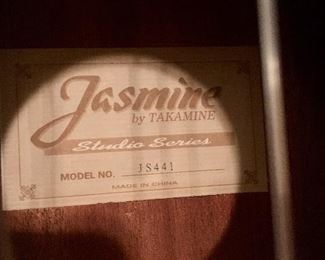 Jasmine
by TAKAMINE
Studio Series
MODEL NO. JS441
MADE IN CHINA